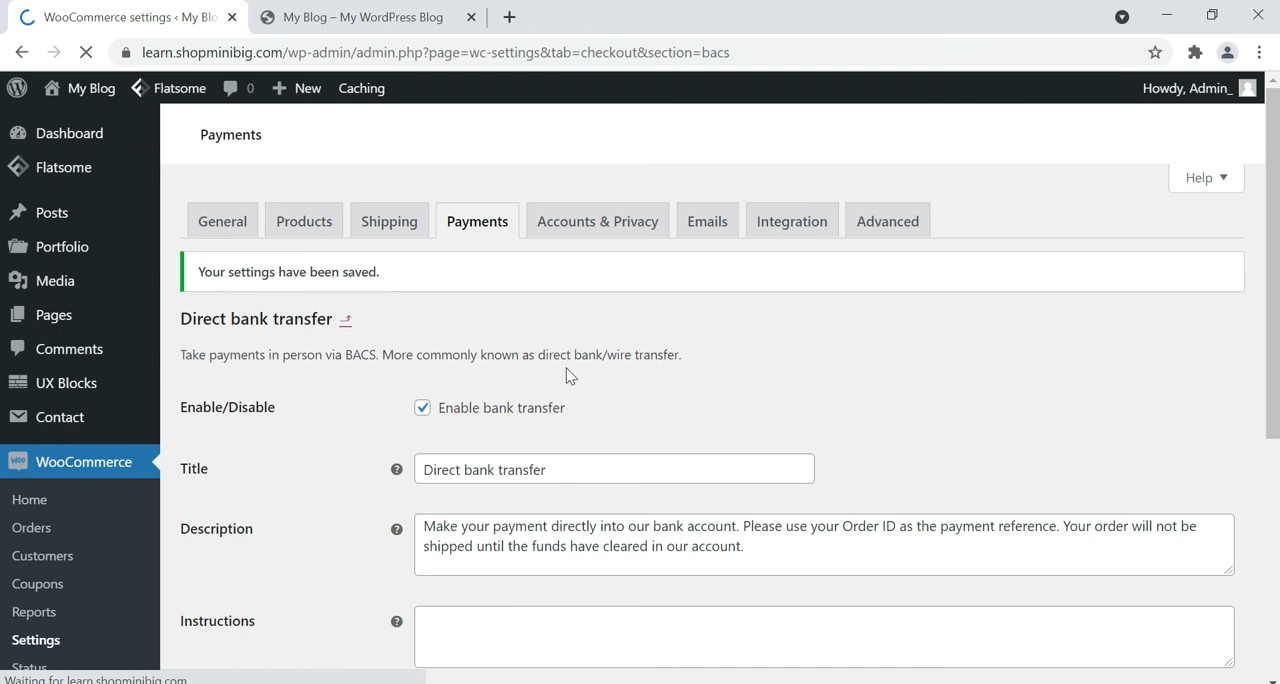 WooCommerce settings ‹ My Blo
My Blog – My WordPress Blog
learn.shopminibig.com/wp-admin/admin.php?page=wc-settings&tab=checkout&section=bacs
My Blog
Flatsome
0
New
Caching
Howdy, Admin_
Dashboard
Flatsome
Posts
Portfolio
Media
Pages
Comments
UX Blocks
Contact
WooCommerce
Home
Orders
Customers
Coupons
Reports
Settings
Status
Payments
Help
General
Products
Shipping
Payments
Accounts & Privacy
Emails
Integration
Advanced
Your settings have been saved.
Direct bank transfer
Take payments in person via BACS. More commonly known as direct bank/wire transfer.
Enable/Disable
Enable bank transfer
Title
Direct bank transfer
Description
Make your payment directly into our bank account. Please use your Order ID as the payment reference. Your order will not be
shipped until the funds have cleared in our account.
Instructions
Waiting for learn.shopminibig.com